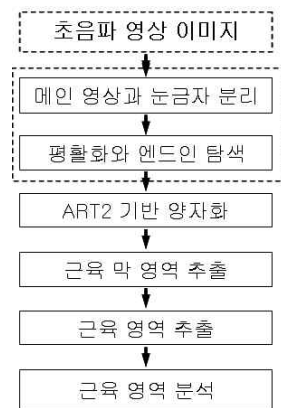 초음파 영상 이미지
메인 영상과 눈금자 분리
평활화와 엔드인 탐색
ART2 기반 양자화
근육 막 영역 추출
근육 영역 추출
근육 영역 분석